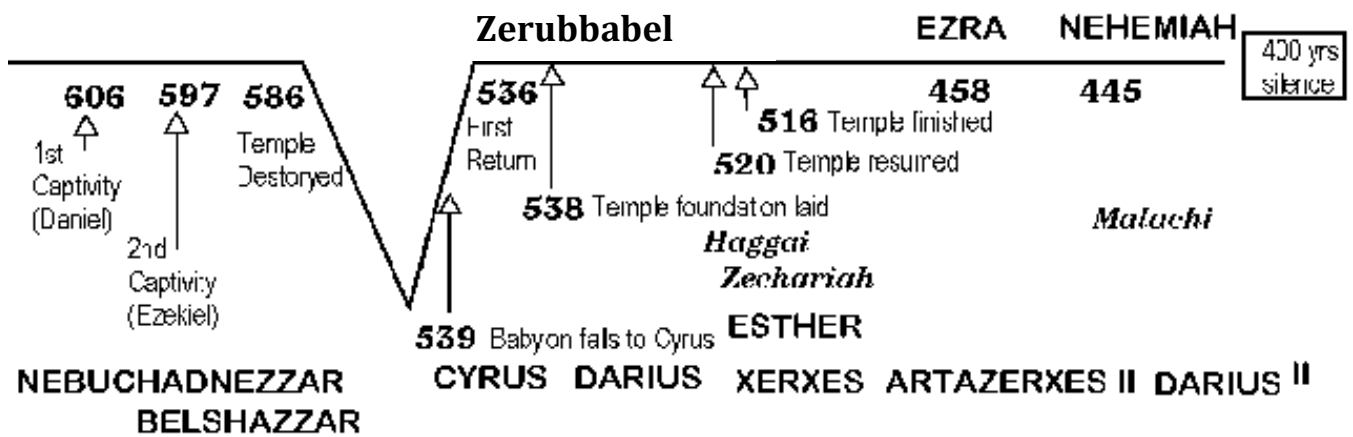 Zerubbabel
EZRA
NEHEMIAH
400 yrs
silence
606
597
586
536
458
445
1st
Captivity
(Daniel)
2nd
Captivity
(Ezekiel)
Temple
Destoryed
First
Return
516 Temple finished
520 Temple resumed
538 Temple foundation laid
Haggai
Zechariah
Malachi
539 Babyon falls to Cyrus
ESTHER
NEBUCHADNEZZAR
BELSHAZZAR
CYRUS
DARIUS
XERXES
ARTAZERXES II
DARIUS II